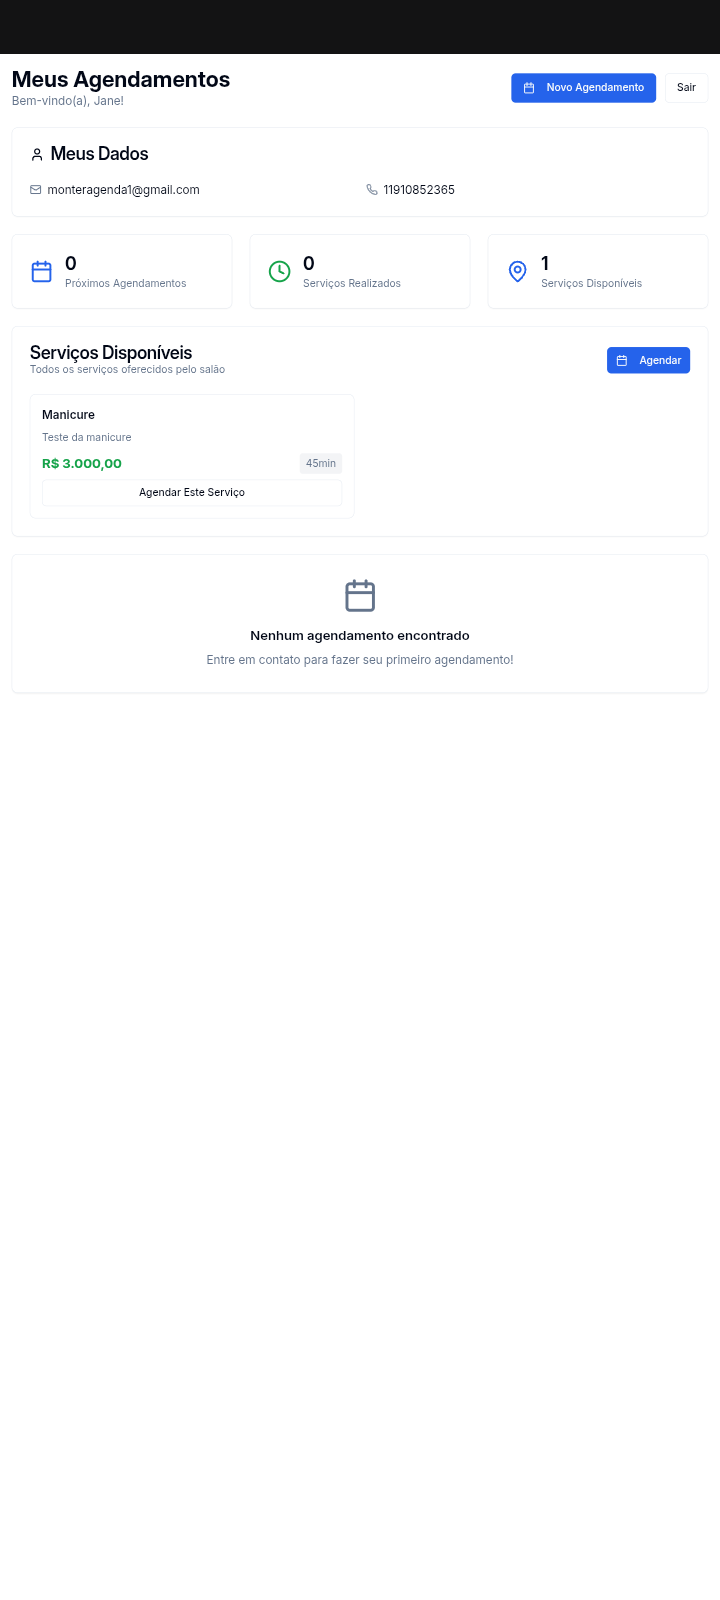 Meus Agendamentos
Bem-vindo(a), Jane!
Novo Agendamento
Sair
Meus Dados
monteragenda1@gmail.com
11910852365
0
Próximos Agendamentos
0
Serviços Realizados
1
Serviços Disponíveis
Serviços Disponíveis
Todos os serviços oferecidos pelo salão
Agendar
Manicure
Teste da manicure
R$ 3.000,00
45min
Agendar Este Serviço
Nenhum agendamento encontrado
Entre em contato para fazer seu primeiro agendamento!